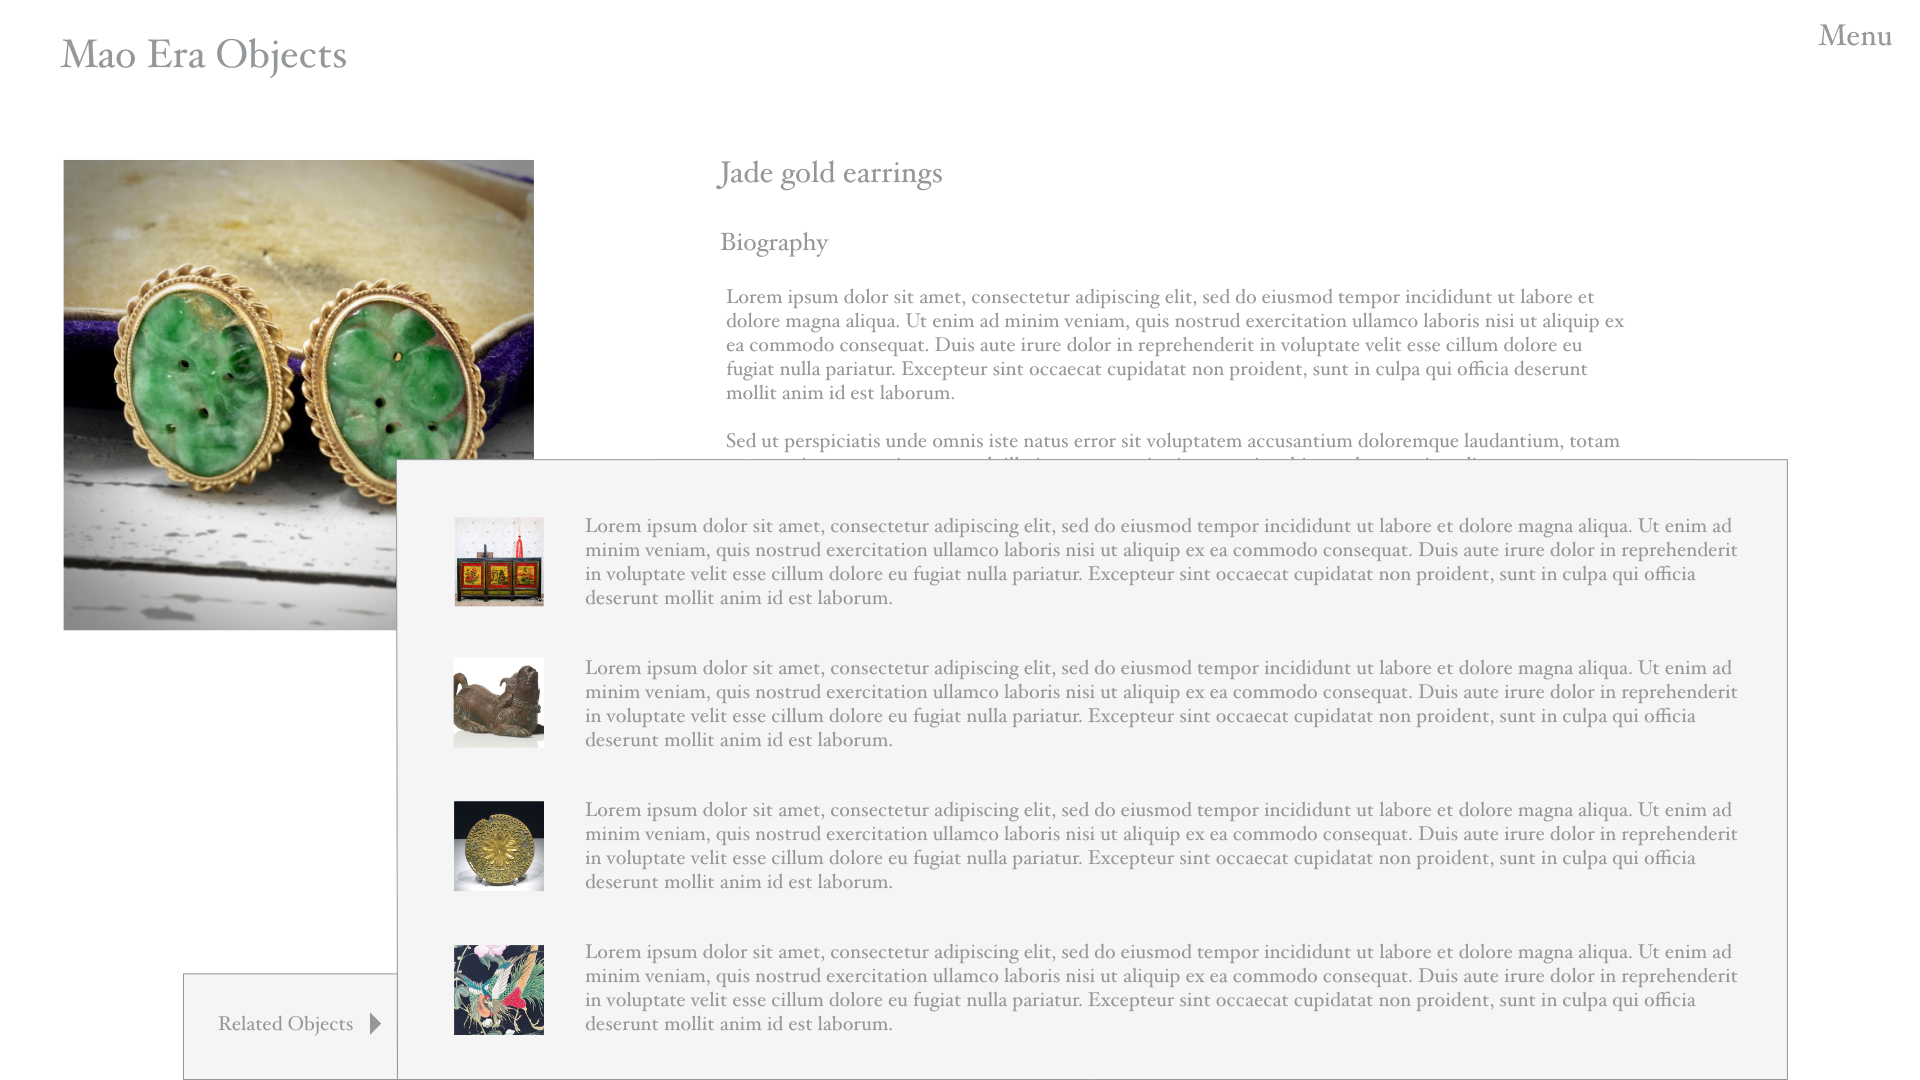 Mao Era Objects
Menu
Jade gold earrings
Biography
Lorem ipsum dolor sit amet, consectetur adipiscing elit, sed do eiusmod tempor incididunt ut labore et
dolore magna aliqua. Ut enim ad minim veniam, quis nostrud exercitation ullamco laboris nisi ut aliquip ex
ea commodo consequat. Duis aute irure dolor in reprehenderit in voluptate velit esse cillum dolore eu
fugiat nulla pariatur. Excepteur sint occaecat cupidatat non proident, sunt in culpa qui officia deserunt
mollit anim id est laborum.
Sed ut perspiciatis unde omnis iste natus error sit voluptatem accusantium doloremque laudantium, totam
Lorem ipsum dolor sit amet, consectetur adipiscing elit, sed do eiusmod tempor incididunt ut labore et dolore magna aliqua. Ut enim ad
minim veniam, quis nostrud exercitation ullamco laboris nisi ut aliquip ex ea commodo consequat. Duis aute irure dolor in reprehenderit
in voluptate velit esse cillum dolore eu fugiat nulla pariatur. Excepteur sint occaecat cupidatat non proident, sunt in culpa qui officia
deserunt mollit anim id est laborum.
Lorem ipsum dolor sit amet, consectetur adipiscing elit, sed do eiusmod tempor incididunt ut labore et dolore magna aliqua. Ut enim ad
minim veniam, quis nostrud exercitation ullamco laboris nisi ut aliquip ex ea commodo consequat. Duis aute irure dolor in reprehenderit
in voluptate velit esse cillum dolore eu fugiat nulla pariatur. Excepteur sint occaecat cupidatat non proident, sunt in culpa qui officia
deserunt mollit anim id est laborum.
Lorem ipsum dolor sit amet, consectetur adipiscing elit, sed do eiusmod tempor incididunt ut labore et dolore magna aliqua. Ut enim ad
minim veniam, quis nostrud exercitation ullamco laboris nisi ut aliquip ex ea commodo consequat. Duis aute irure dolor in reprehenderit
in voluptate velit esse cillum dolore eu fugiat nulla pariatur. Excepteur sint occaecat cupidatat non proident, sunt in culpa qui officia
deserunt mollit anim id est laborum.
Lorem ipsum dolor sit amet, consectetur adipiscing elit, sed do eiusmod tempor incididunt ut labore et dolore magna aliqua. Ut enim ad
minim veniam, quis nostrud exercitation ullamco laboris nisi ut aliquip ex ea commodo consequat. Duis aute irure dolor in reprehenderit
in voluptate velit esse cillum dolore eu fugiat nulla pariatur. Excepteur sint occaecat cupidatat non proident, sunt in culpa qui officia
deserunt mollit anim id est laborum.
Related Objects